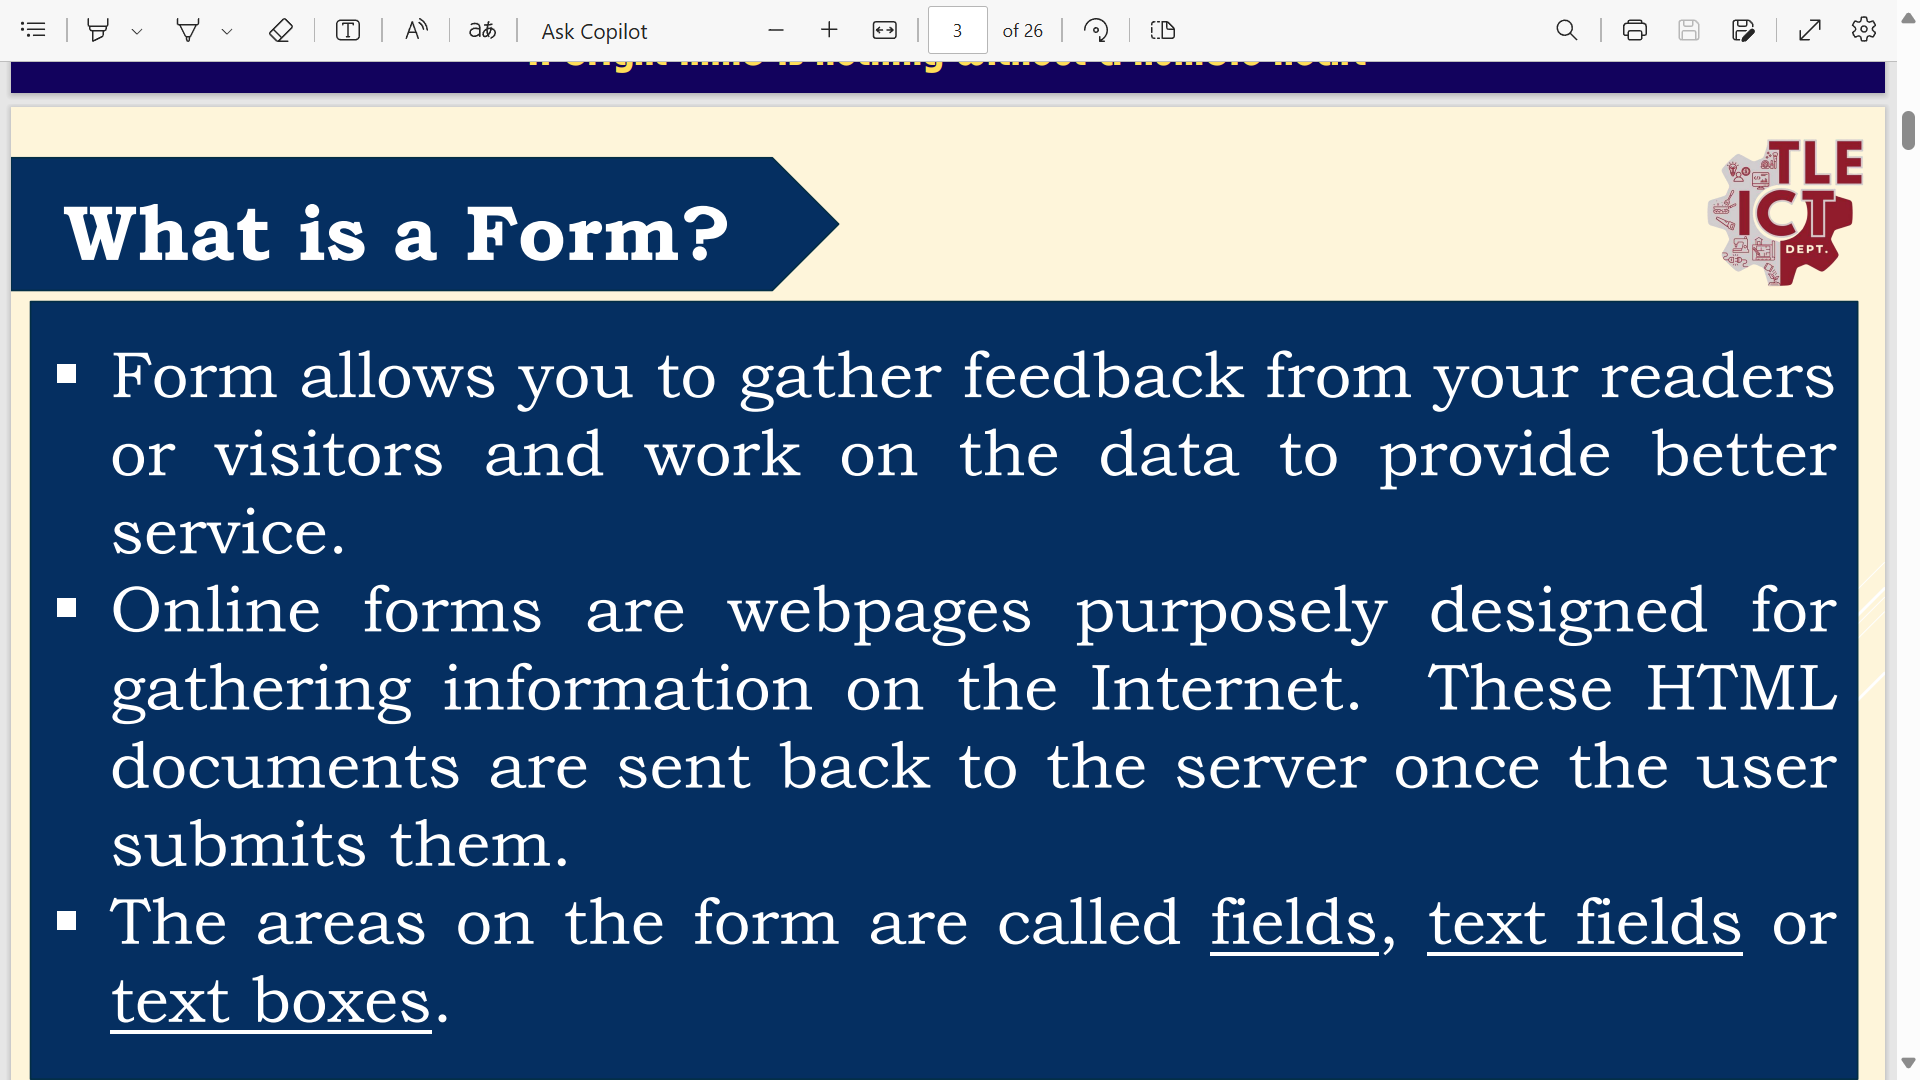 Ask Copilot
3 of 26
TLE
ICT
DEPT.
What is a Form?
Form allows you to gather feedback from your readers
or visitors and work on the data to provide better
service.
Online forms are webpages purposely designed for
gathering information on the Internet. These HTML
documents are sent back to the server once the user
submits them.
The areas on the form are called fields, text fields or
text boxes.